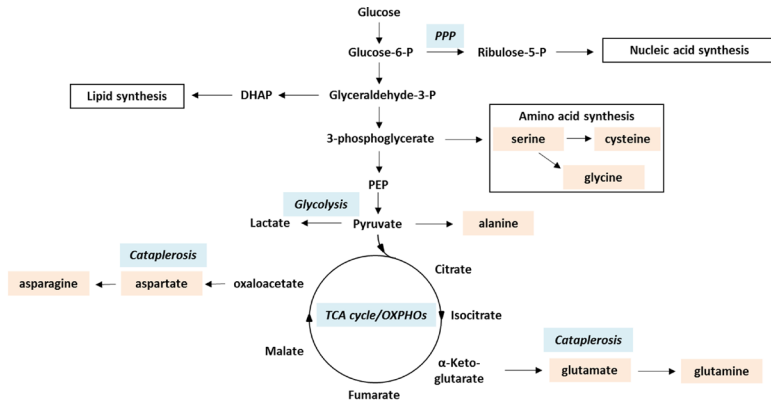 Glucose
PPP
Glucose-6-P
Ribulose-5-P
Nucleic acid synthesis
Lipid synthesis
DHAP
Glyceraldehyde-3-P
Amino acid synthesis
3-phosphoglycerate
serine
cysteine
glycine
PEP
Glycolysis
Lactate
Pyruvate
alanine
Cataplerosis
Citrate
asparagine
aspartate
oxaloacetate
TCA cycle/OXPHOs
Isocitrate
Cataplerosis
Malate
α-Keto-
glutarate
glutamate
glutamine
Fumarate